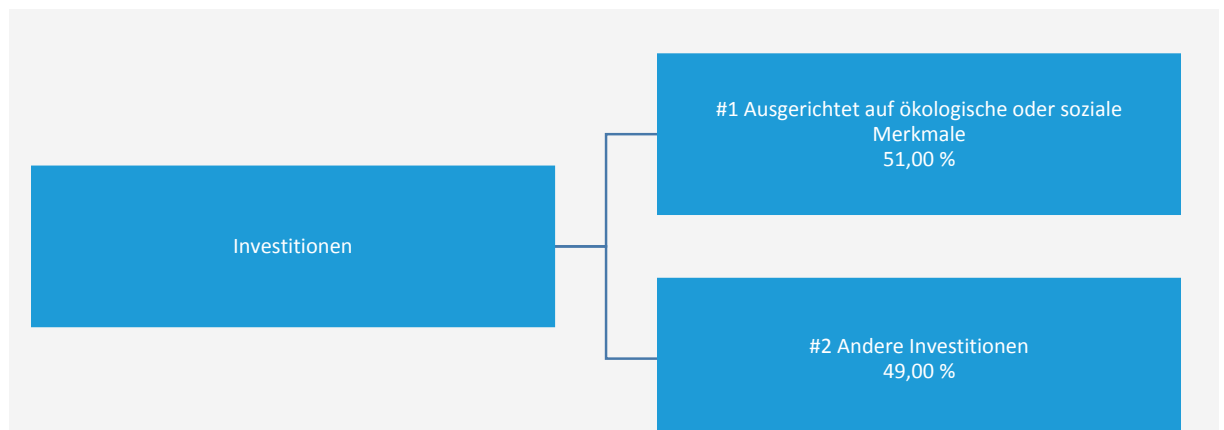 Investitionen
#1 Ausgerichtet auf ökologische oder soziale
Merkmale
51,00 %
#2 Andere Investitionen
49,00 %